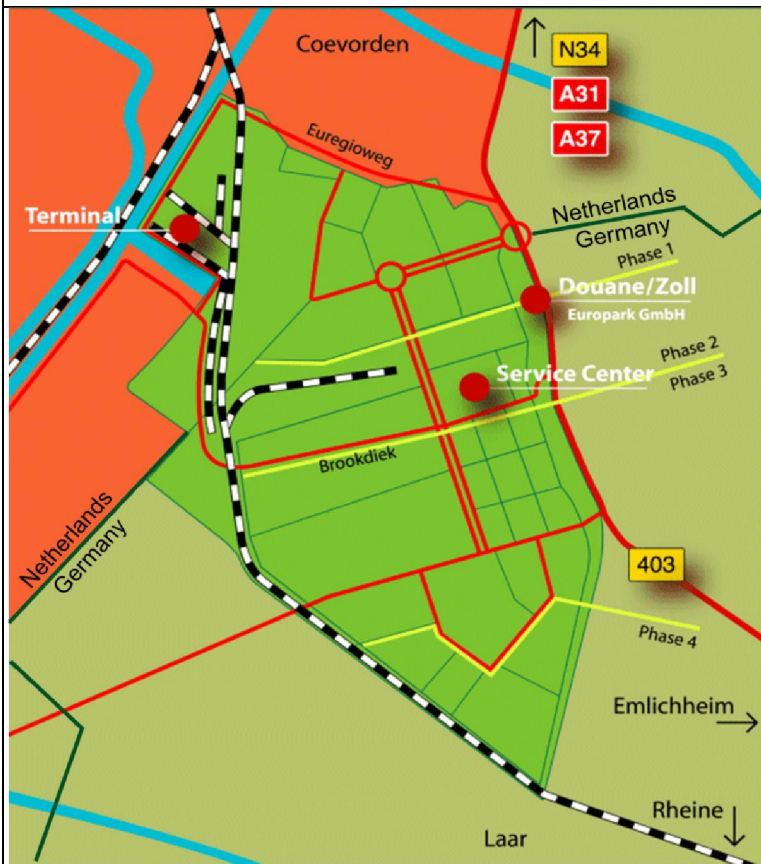 Coevorden
N34
A31
A37
Euregioweg
Terminal
Netherlands
Germany
Phase 1
Douane/Zoll
Europark GmbH
Phase 2
Service Center
Phase 3
Brookdiek
Netherlands
Germany
403
Phase 4
Emlichheim
Rheine
Laar